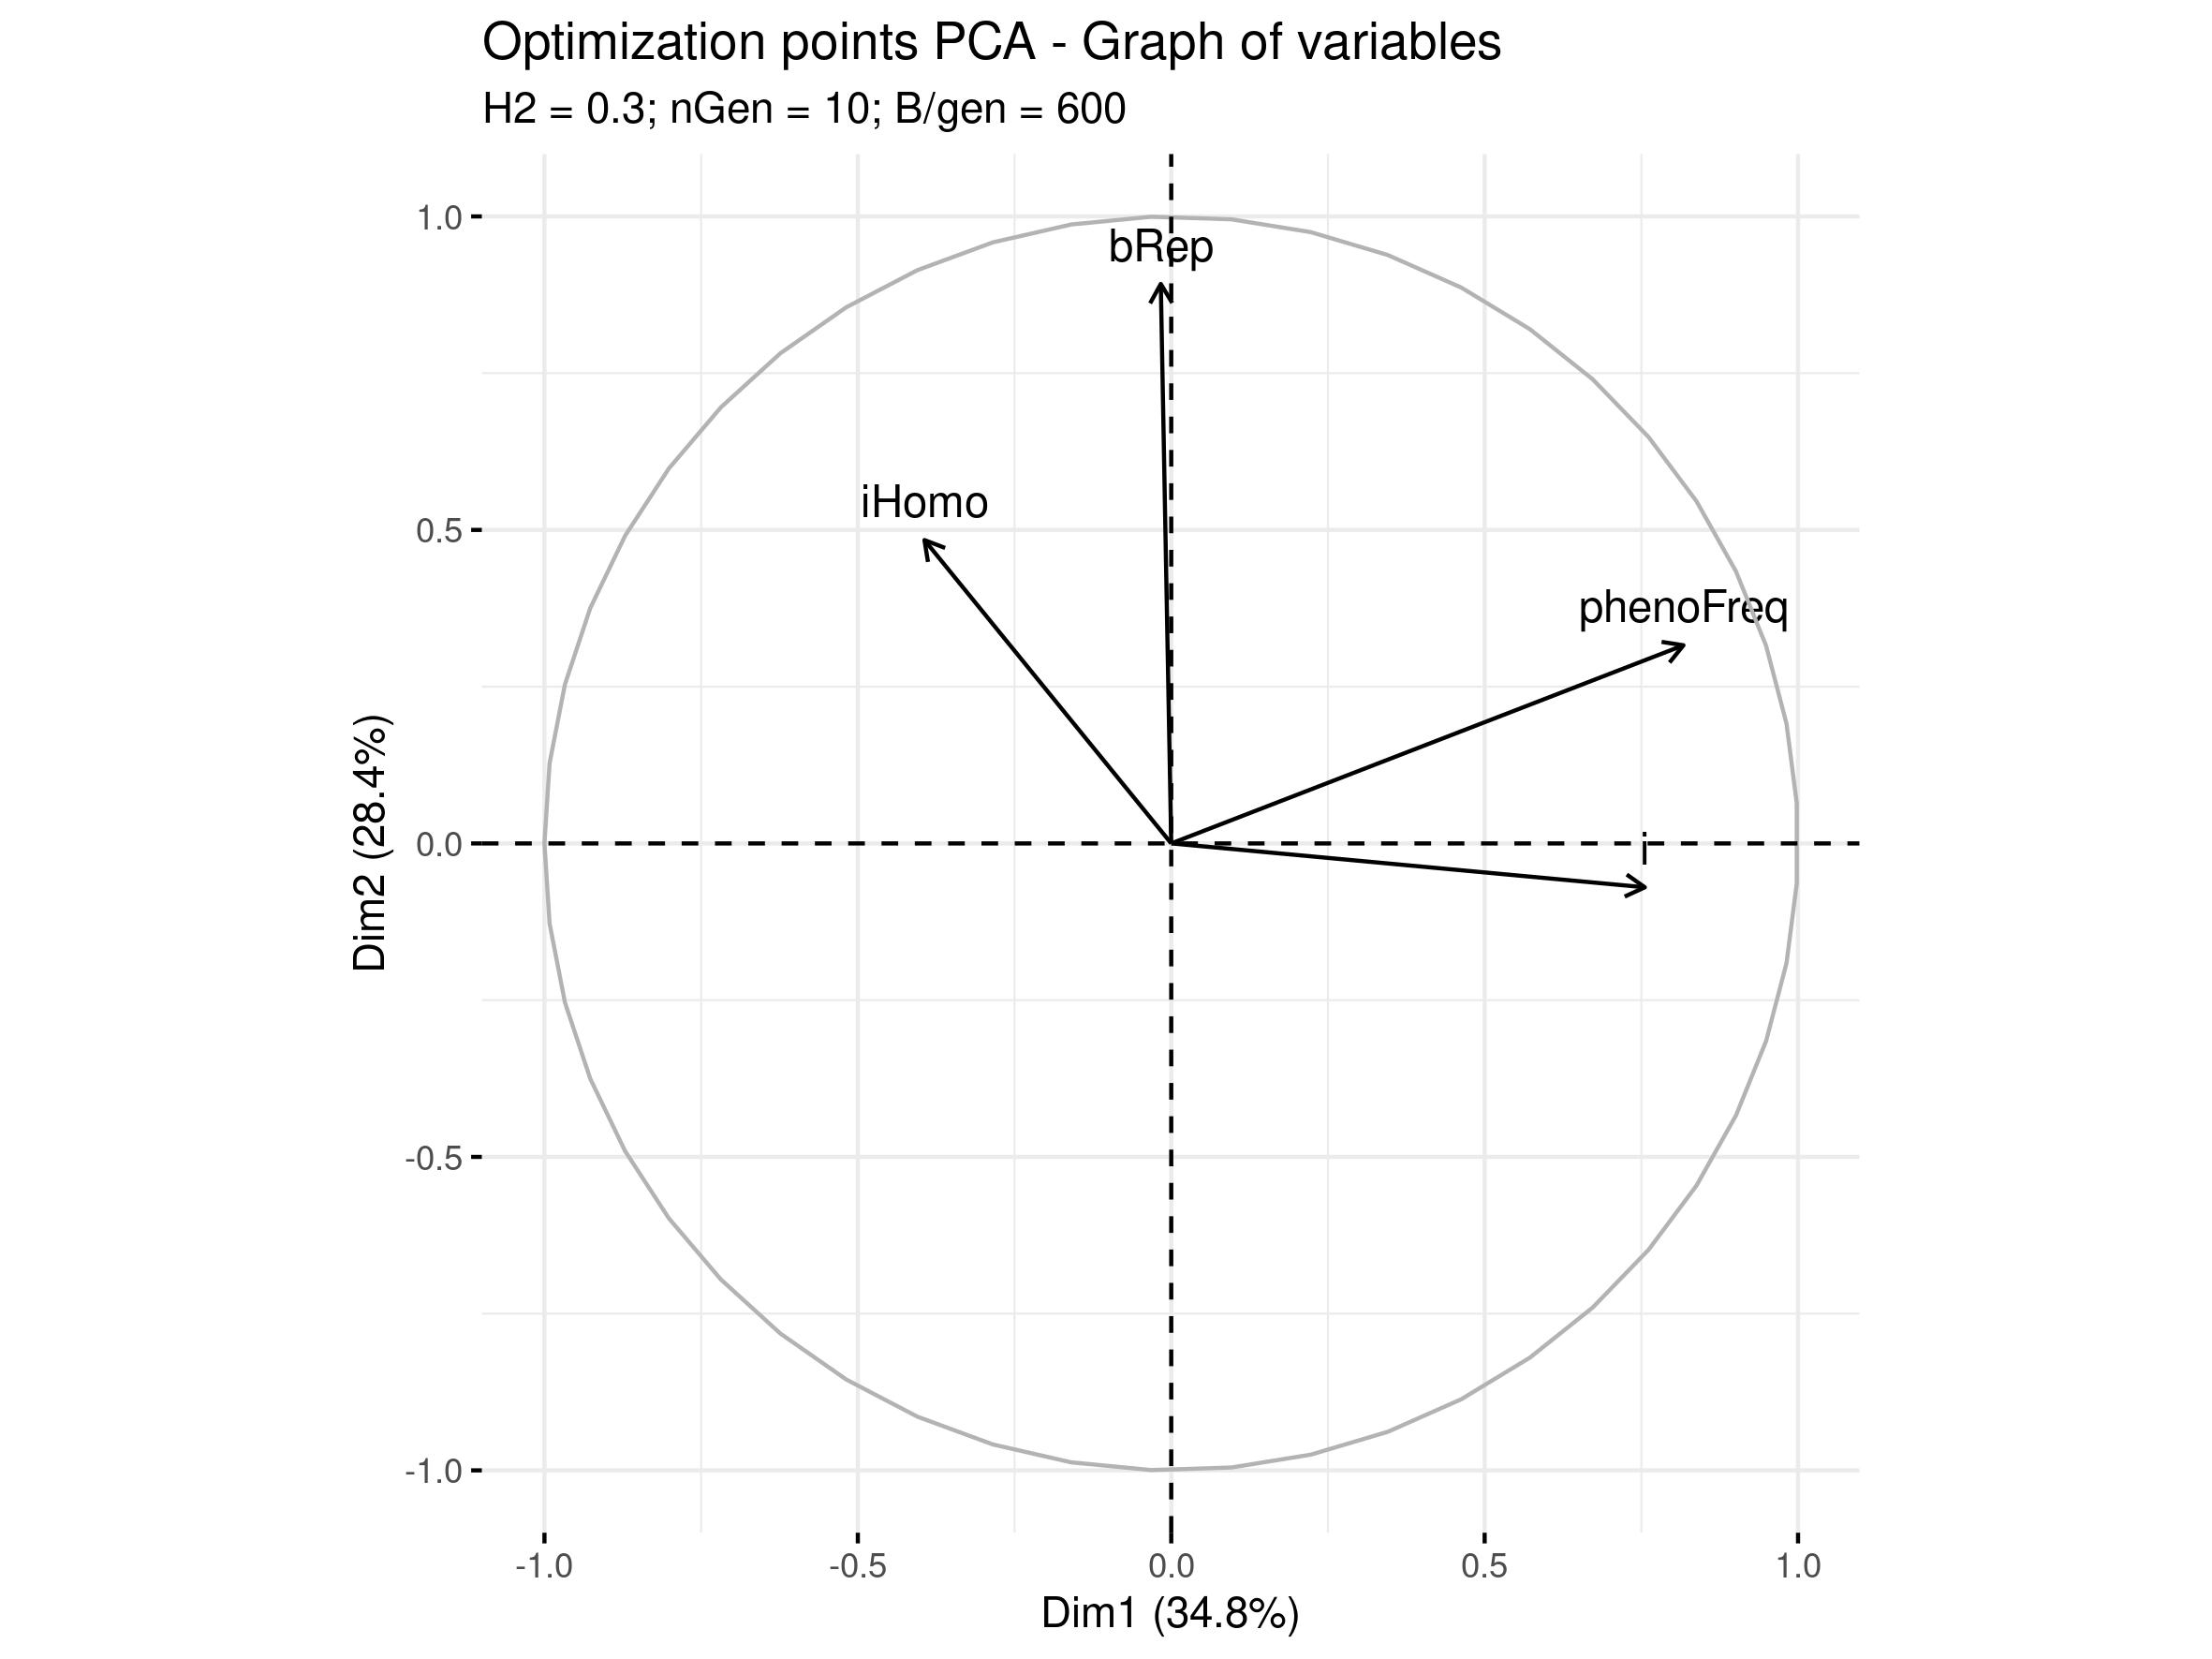 Optimization points PCA - Graph of variables
H2 = 0.3; nGen = 10; B/gen = 600
1.0
0.5
0.0
-0.5
-1.0
Dim2 (28.4%)
bRep
iHomo
phenoFreq
i
-1.0
-0.5
0.0
0.5
1.0
Dim1 (34.8%)